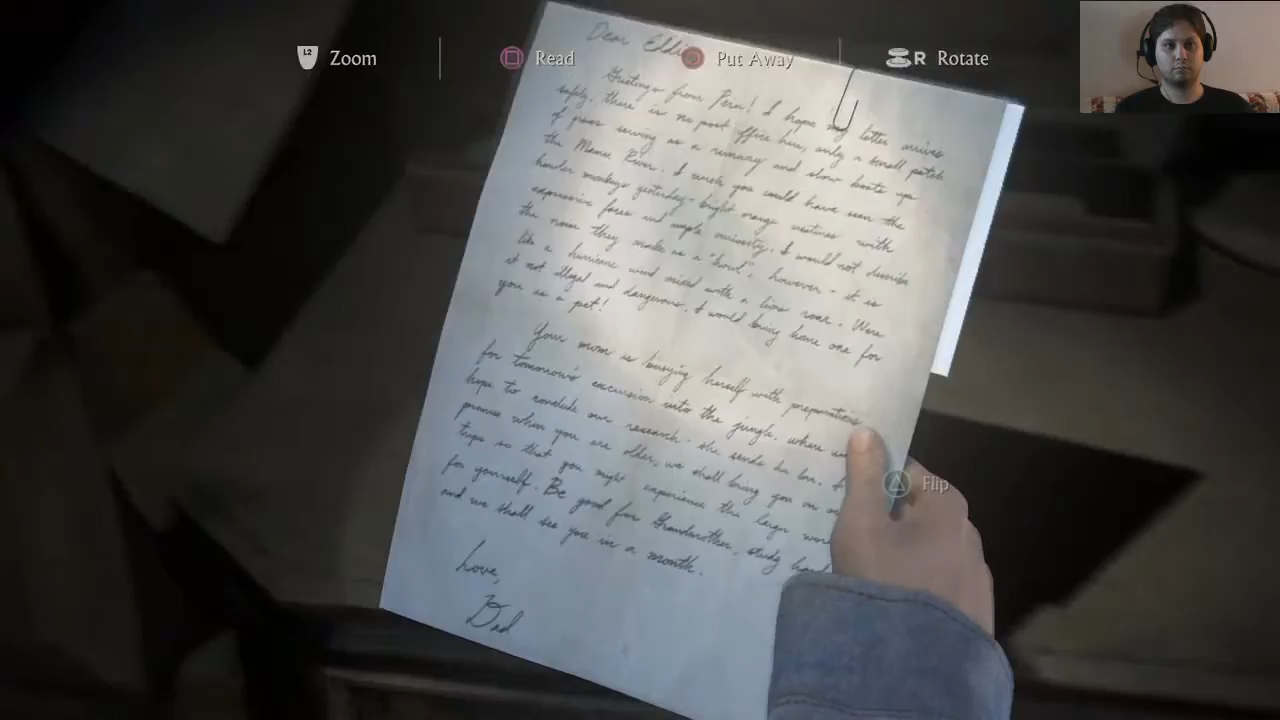 Zoom
Read
Put Away
Rotate
Dear Eddie
Greetings from Peru! I hope my letter arrives
safely, there is no post office here, only a small patch
of grass serving as a runway and slow boats up
the Manu River. I wish you could have seen the
howler monkeys yesterday - bright orange creatures with
expressive faces and ample curiosity. I would not describe
the noise they make as a "howl", however - it is
like a hurricane wind mixed with a lion's roar. Were
it not illegal and dangerous, I would bring home one for
you as a pet!
Your mum is busying herself with preparations
for tomorrow's excursion into the jungle, where we
hope to conclude our research. She sends her love. I
promise when you are older, we shall bring you on our
trips so that you might experience the larger
for yourself. Be good for Grandmother, study hard
and we shall see you in a month.
Love,
Dad
Flip